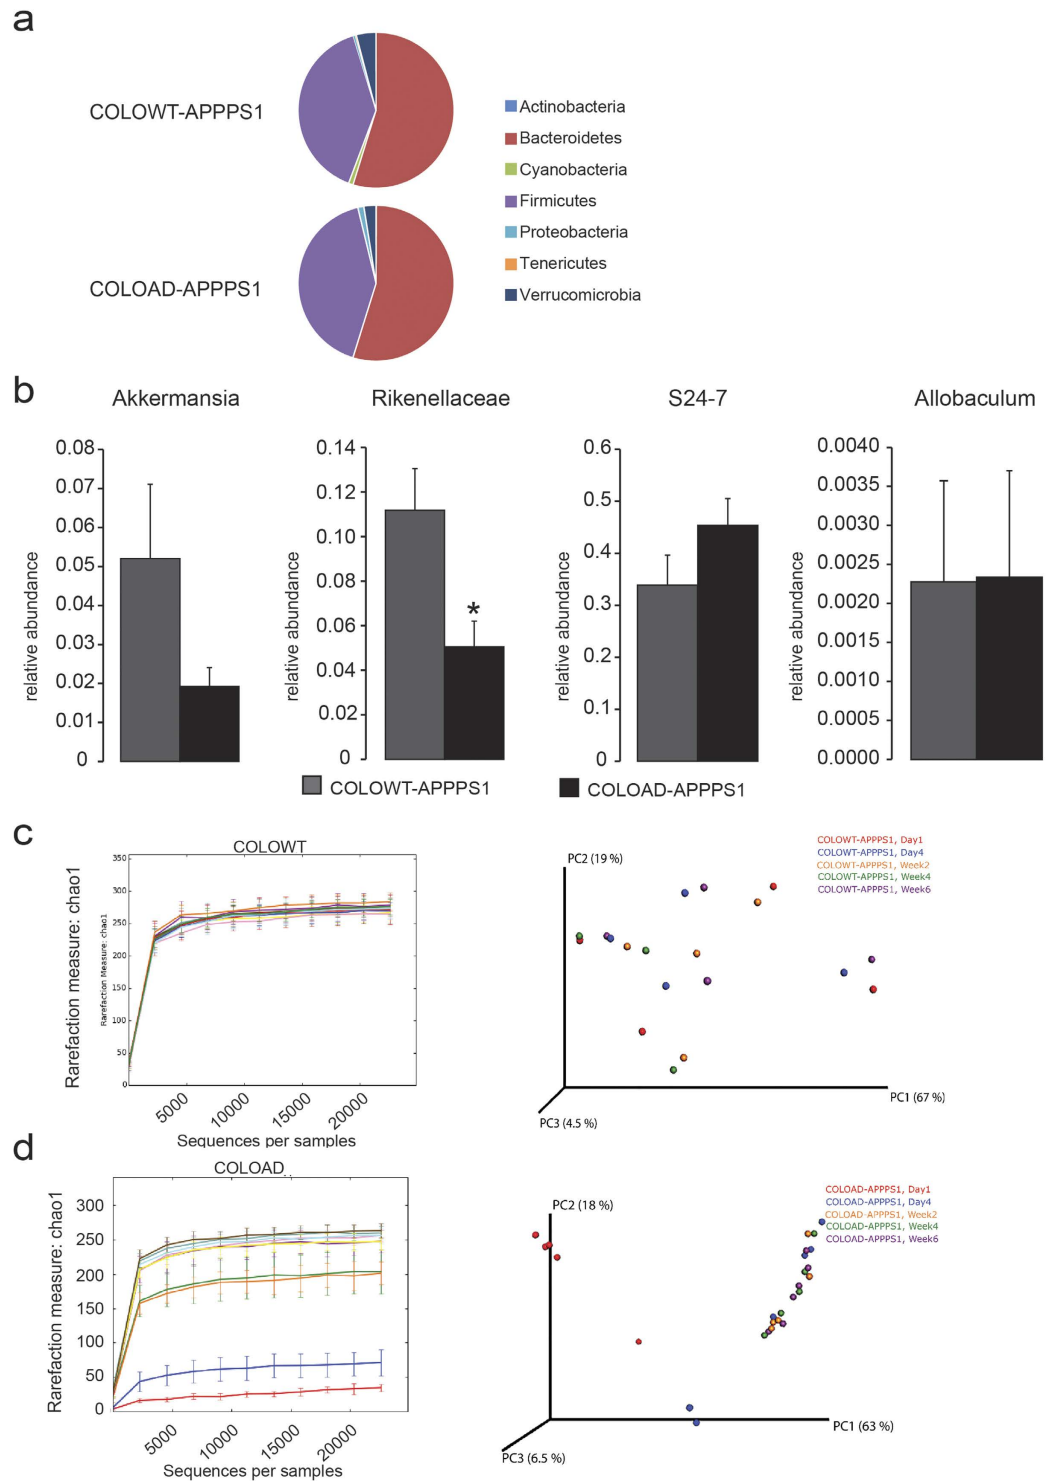 a
COLOWT-APPPS1
COLOAD-APPPS1
Actinobacteria
Bacteroidetes
Cyanobacteria
Firmicutes
Proteobacteria
Tenericutes
Verrucomicrobia
b
Akkermansia
relative abundance
0.08
0.07
0.06
0.05
0.04
0.03
0.02
0.01
0
Rikenellaceae
relative abundance
0.14
0.12
0.10
0.08
0.06
0.04
0.02
0
*
S24-7
relative abundance
0.6
0.5
0.4
0.3
0.2
0.1
0
Allobaculum
relative abundance
0.0040
0.0035
0.0030
0.0025
0.0020
0.0015
0.0010
0.0005
0.0000
COLOWT-APPPS1
COLOAD-APPPS1
c
COLOWT
Rarefaction measure: chao1
Rarefaction Measure: chao1
350
300
250
200
150
100
50
0
5000
10000
15000
20000
Sequences per samples
PC2 (19 %)
PC1 (67 %)
PC3 (4.5 %)
COLOWT-APPPS1, Day1
COLOWT-APPPS1, Day4
COLOWT-APPPS1, Week2
COLOWT-APPPS1, Week4
COLOWT-APPPS1, Week6
d
COLOAD
Rarefaction measure: chao1
300
250
200
150
100
50
0
5000
10000
15000
20000
Sequences per samples
PC2 (18 %)
PC1 (63 %)
PC3 (6.5 %)
COLOAD-APPPS1, Day1
COLOAD-APPPS1, Day4
COLOAD-APPPS1, Week2
COLOAD-APPPS1, Week4
COLOAD-APPPS1, Week6